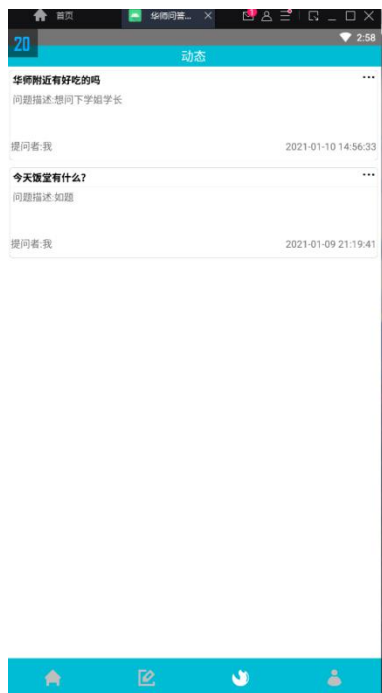 首页
华师问答...
20
2:58
动态
华师附近有好吃的吗
问题描述:想问下学姐学长
提问者:我
2021-01-10 14:56:33
今天饭堂有什么?
问题描述:如题
提问者:我
2021-01-09 21:19:41